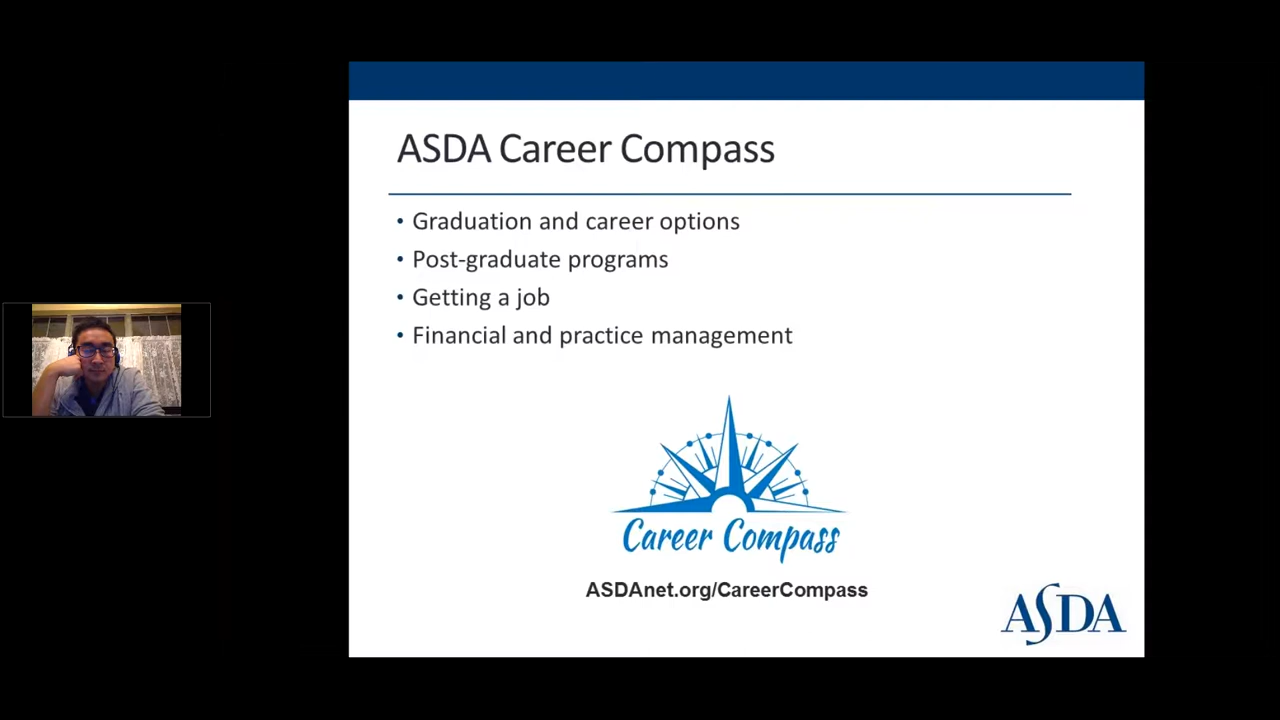 ASDA Career Compass
• Graduation and career options
• Post-graduate programs
• Getting a job
• Financial and practice management
Career Compass
ASDAnet.org/CareerCompass
ASDA